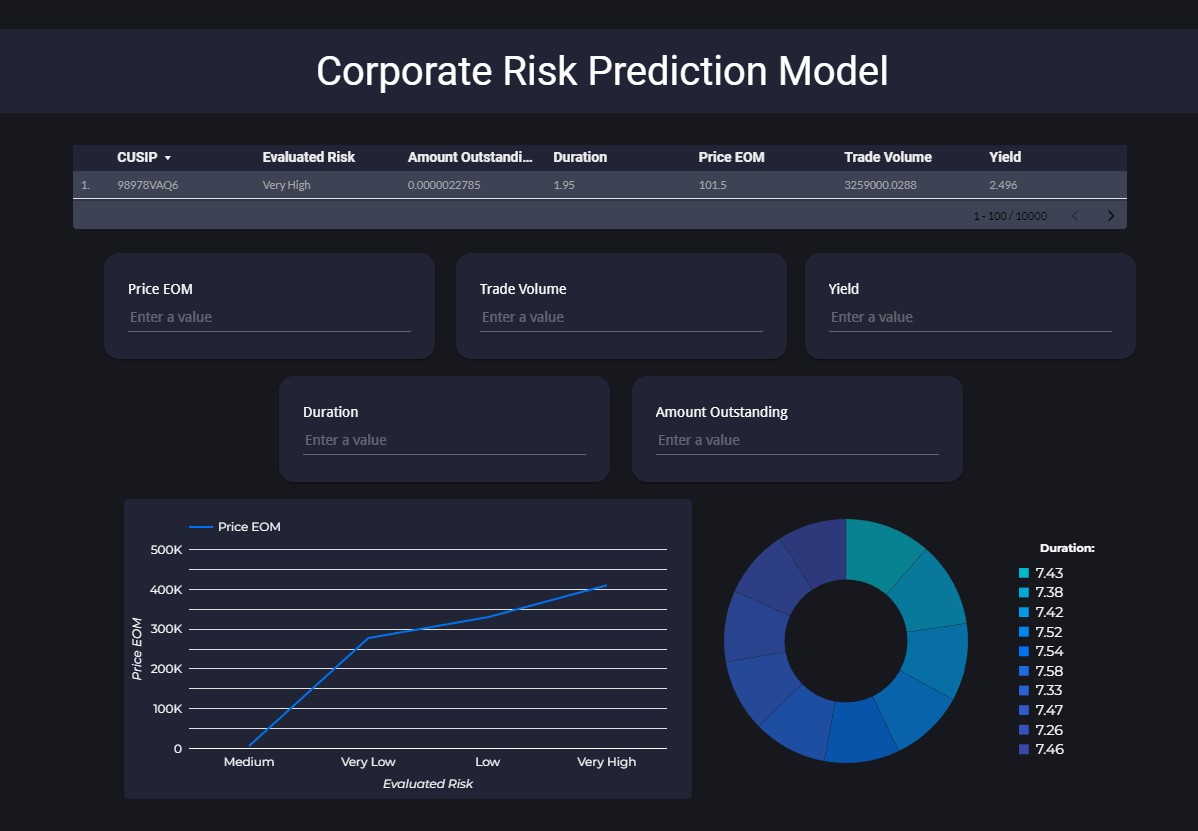 Corporate Risk Prediction Model
CUSIP Evaluated Risk Amount Outstandi... Duration Price EOM Trade Volume Yield
1. 98978VAQ6 Very High 0.0000022785 1.95 101.5 3259000.0288 2.496
1 - 100 / 10000
Price EOM Trade Volume Yield
Enter a value Enter a value Enter a value
Duration Amount Outstanding
Enter a value Enter a value
Price EOM
500K
400K
300K
200K
100K
0
Price EOM
Medium Very Low Low Very High
Evaluated Risk
Duration:
7.43
7.38
7.42
7.52
7.54
7.58
7.33
7.47
7.26
7.46